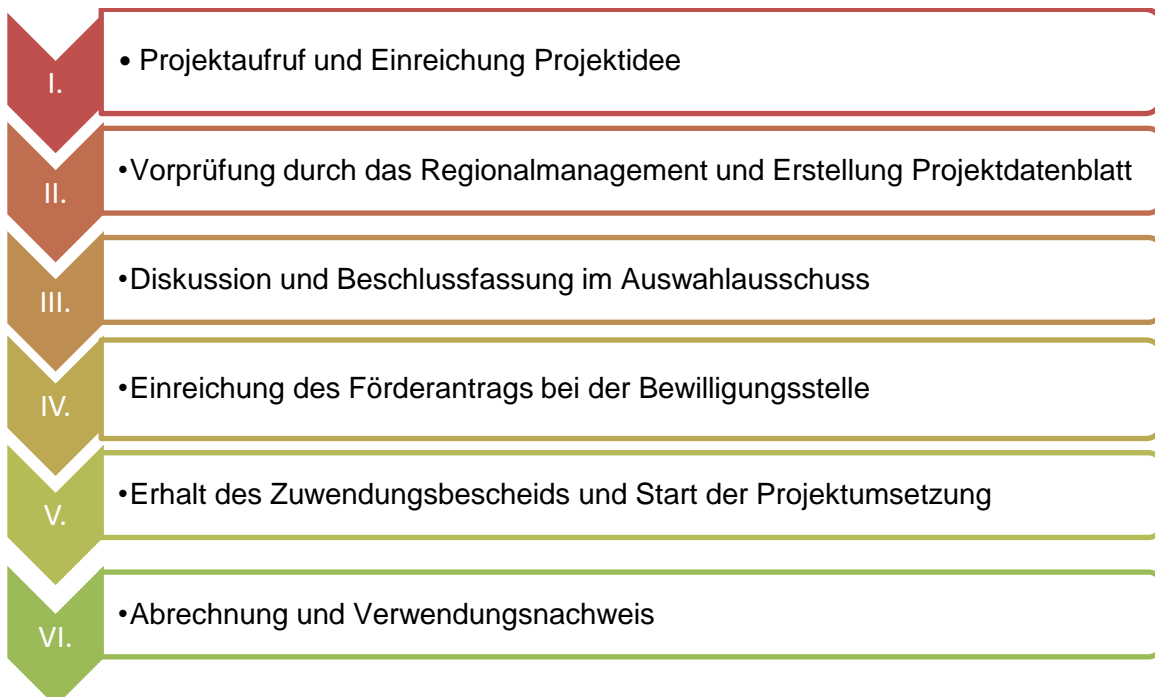 I.
• Projektaufruf und Einreichung Projektidee
II.
•Vorprüfung durch das Regionalmanagement und Erstellung Projektdatenblatt
III.
•Diskussion und Beschlussfassung im Auswahlausschuss
IV.
•Einreichung des Förderantrags bei der Bewilligungsstelle
V.
•Erhalt des Zuwendungsbescheids und Start der Projektumsetzung
VI.
•Abrechnung und Verwendungsnachweis